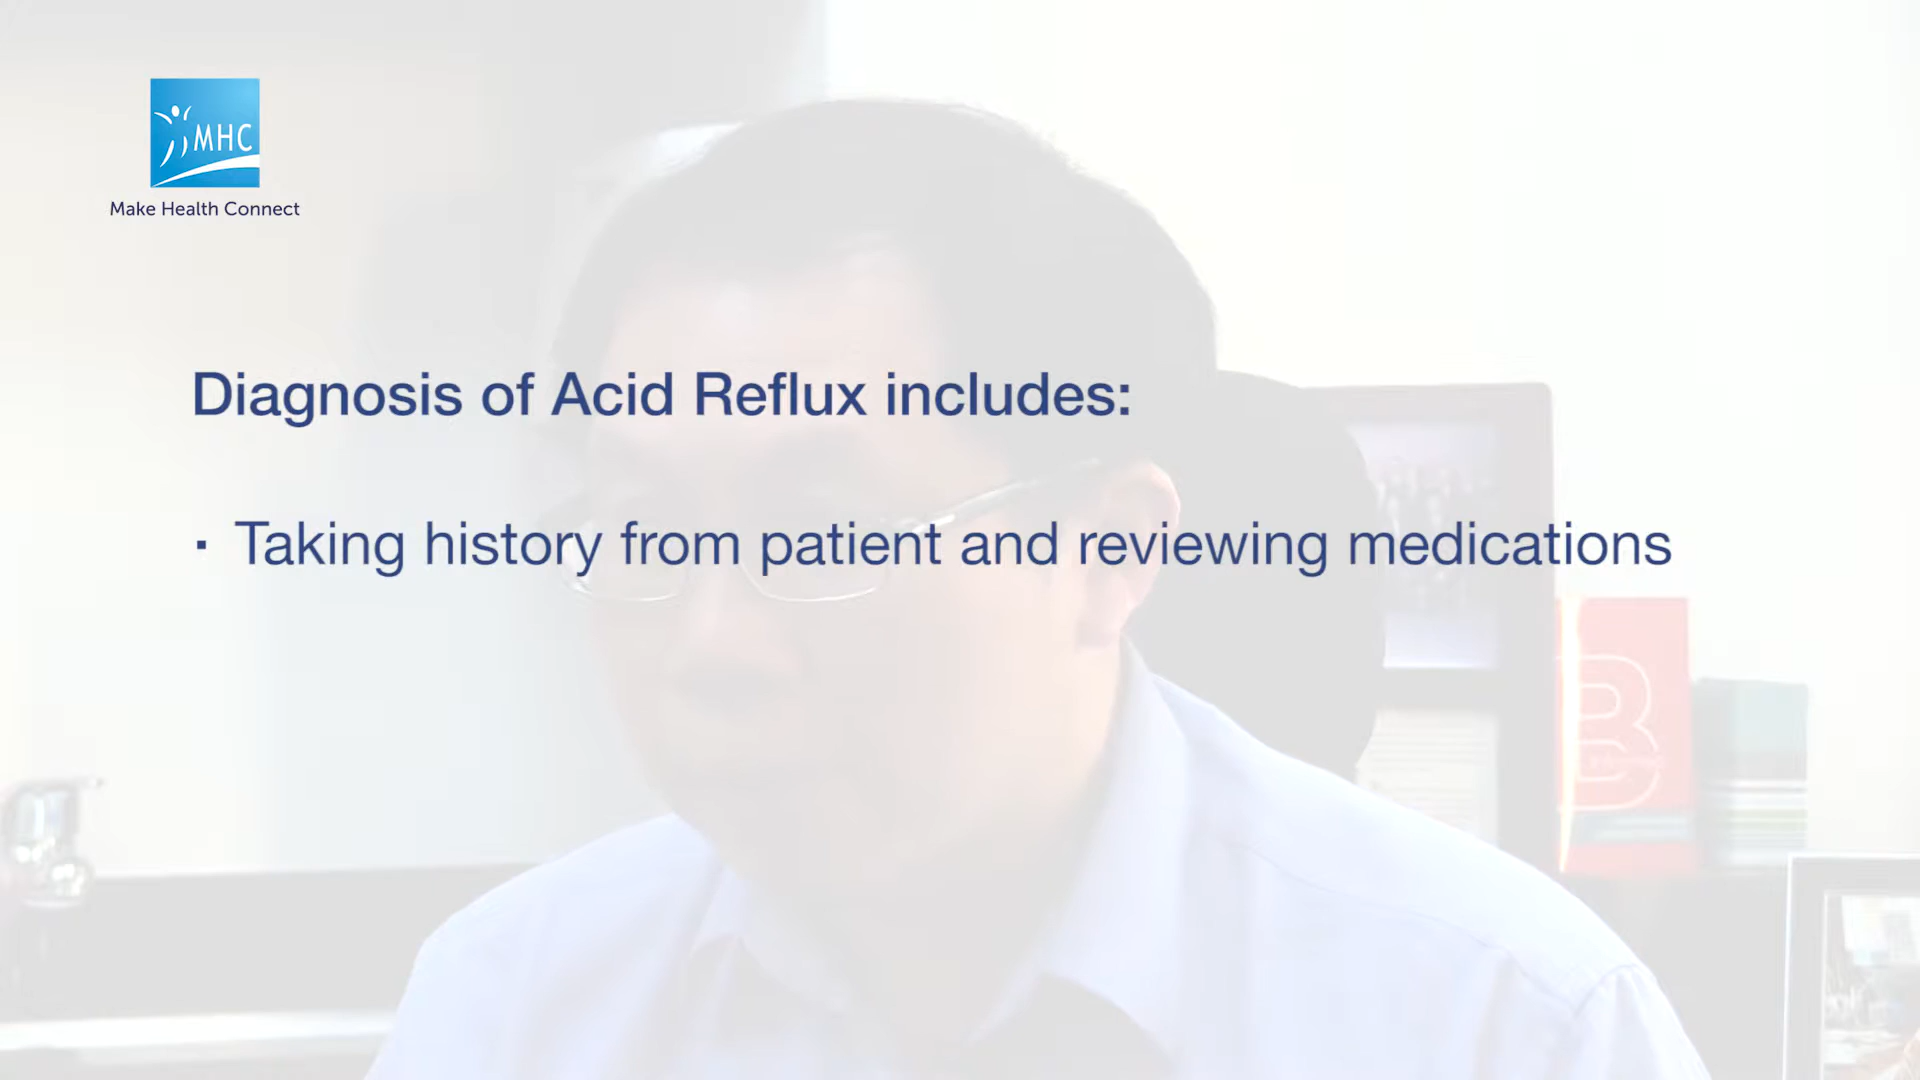 MHC
Make Health Connect
Diagnosis of Acid Reflux includes:
· Taking history from patient and reviewing medications
B